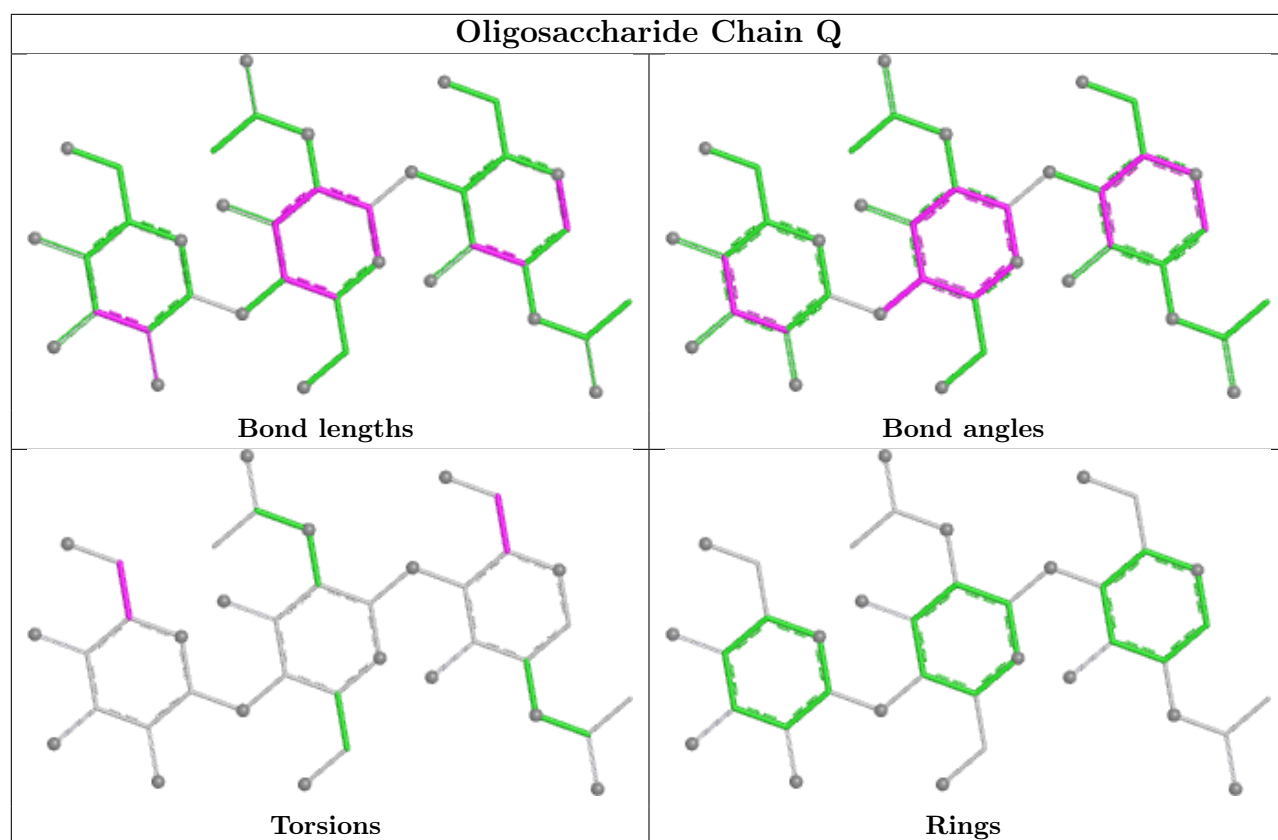 Oligosaccharide Chain Q
Bond lengths
Bond angles
Torsions
Rings